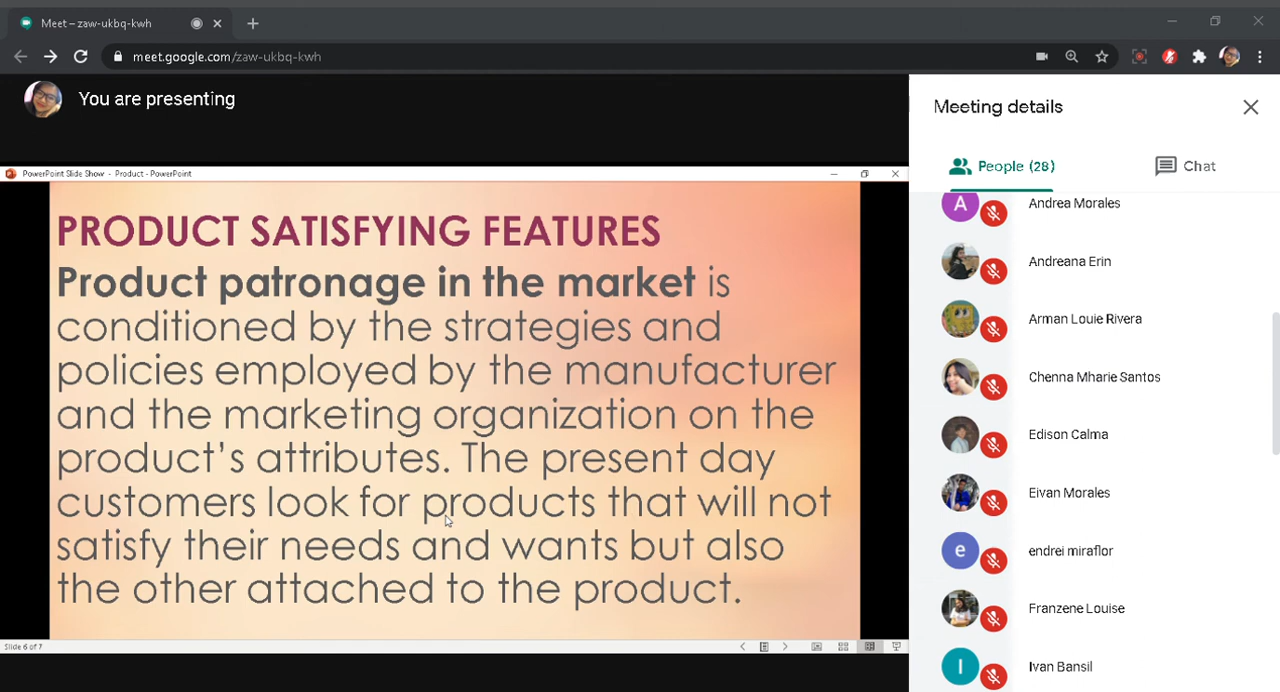 Meet – zaw-ukbq-kwh
meet.google.com/zaw-ukbq-kwh
You are presenting
PowerPoint Slide Show - Product - PowerPoint
PRODUCT SATISFYING FEATURES
Product patronage in the market is
conditioned by the strategies and
policies employed by the manufacturer
and the marketing organization on the
product's attributes. The present day
customers look for products that will not
satisfy their needs and wants but also
the other attached to the product.
Slide 6 of 7
Meeting details
People (28)
Chat
A
Andrea Morales
Andreana Erin
Arman Louie Rivera
Chenna Mharie Santos
Edison Calma
Eivan Morales
e
endrei miraflor
Franzene Louise
I
Ivan Bansil